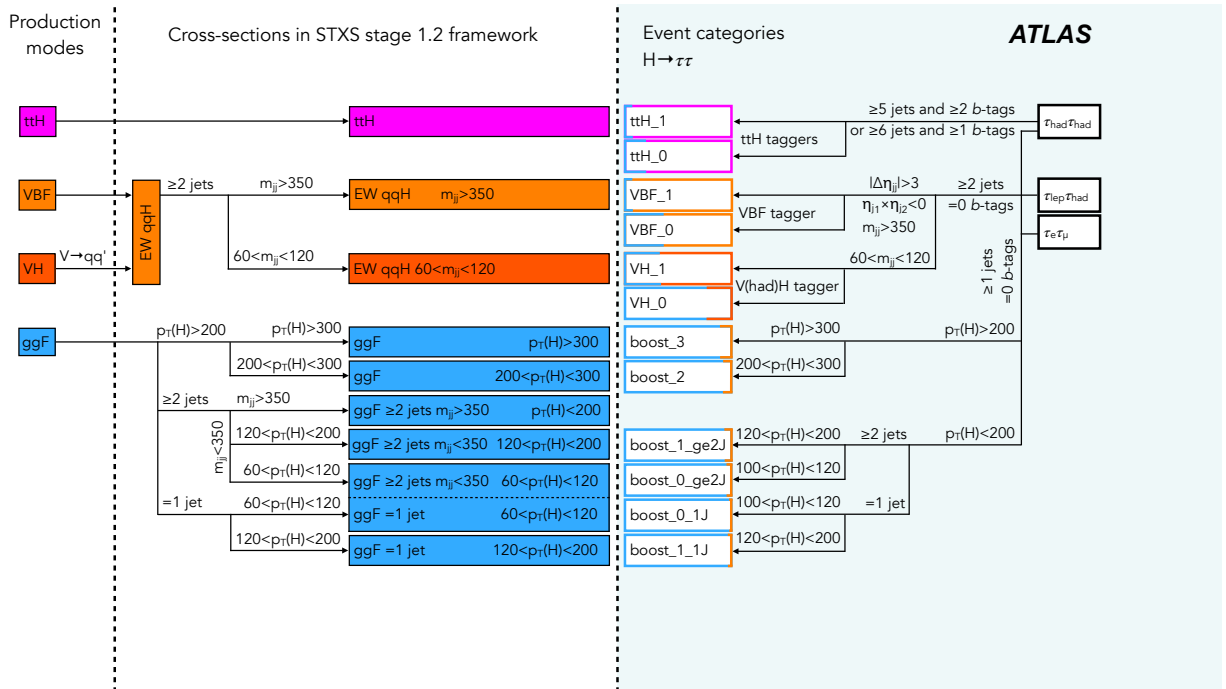 Production
modes
Cross-sections in STXS stage 1.2 framework
Event categories
H→ττ
ATLAS
ttH
ttH
ttH_1
ttH_0
≥5 jets and ≥2 b-tags
or ≥6 jets and ≥1 b-tags
ttH taggers
τhadτhad
VBF
EW qqH
≥2 jets
mjj>350
EW qqH mjj>350
VBF_1
VBF_0
|Δηjj|>3
ηj1×ηj2<0
mjj>350
VBF tagger
≥2 jets
=0 b-tags
τlepτhad
τeτμ
VH
V→qq'
60<mjj<120
EW qqH 60<mjj<120
VH_1
VH_0
60<mjj<120
V(had)H tagger
≥1 jets
=0 b-tags
ggF
pT(H)>200
pT(H)>300
ggF pT(H)>300
boost_3
pT(H)>300
pT(H)>200
200<pT(H)<300
ggF 200<pT(H)<300
boost_2
200<pT(H)<300
≥2 jets
mjj>350
ggF ≥2 jets mjj>350 pT(H)<200
mjj<350
120<pT(H)<200
ggF ≥2 jets mjj<350 120<pT(H)<200
boost_1_ge2J
120<pT(H)<200
≥2 jets
pT(H)<200
60<pT(H)<120
ggF ≥2 jets mjj<350 60<pT(H)<120
boost_0_ge2J
100<pT(H)<120
=1 jet
60<pT(H)<120
ggF =1 jet 60<pT(H)<120
boost_0_1J
100<pT(H)<120
=1 jet
120<pT(H)<200
ggF =1 jet 120<pT(H)<200
boost_1_1J
120<pT(H)<200